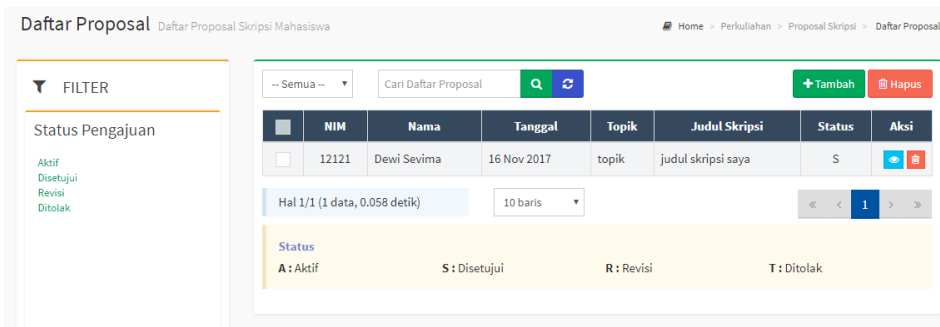 Daftar Proposal Daftar Proposal Skripsi Mahasiswa
Home > Perkuliahan > Proposal Skripsi > Daftar Proposal
FILTER
Status Pengajuan
Aktif
Disetujui
Revisi
Ditolak
-- Semua -- Cari Daftar Proposal Tambah Hapus
NIM Nama Tanggal Topik Judul Skripsi Status Aksi
12121 Dewi Sevima 16 Nov 2017 topik judul skripsi saya S
Hal 1/1 (1 data, 0.058 detik) 10 baris « < 1 > »
Status
A : Aktif S : Disetujui R : Revisi T : Ditolak